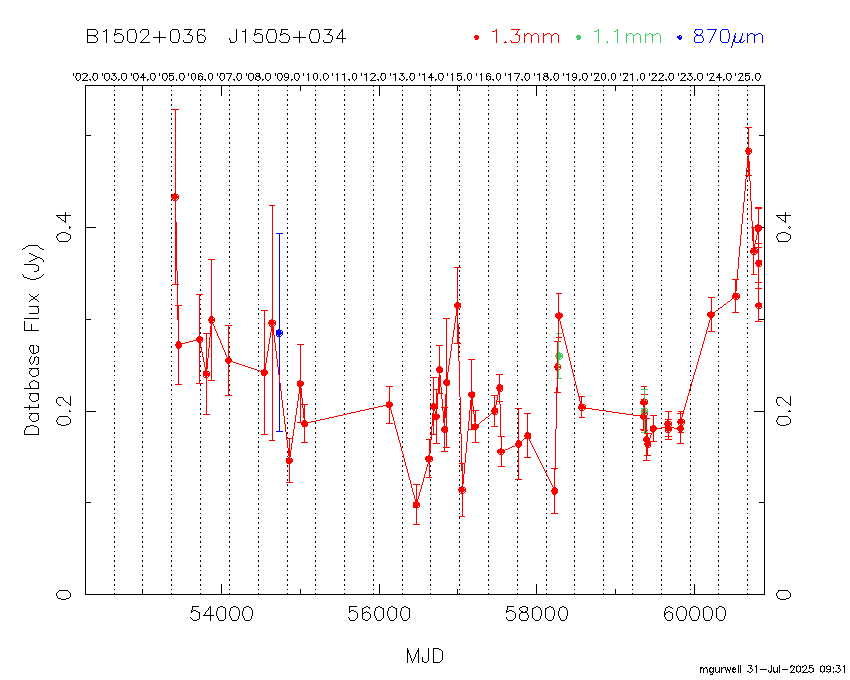 B1502+036 J1505+034 1.3mm 1.1mm 870μm
'02.0 '03.0 '04.0 '05.0 '06.0 '07.0 '08.0 '09.0 '10.0 '11.0 '12.0 '13.0 '14.0 '15.0 '16.0 '17.0 '18.0 '19.0 '20.0 '21.0 '22.0 '23.0 '24.0 '25.0
0.4 0.4
Database Flux (Jy)
0.2 0.2
0 0
54000 56000 58000 60000
MJD
mgurwell 31-Jul-2025 09:31